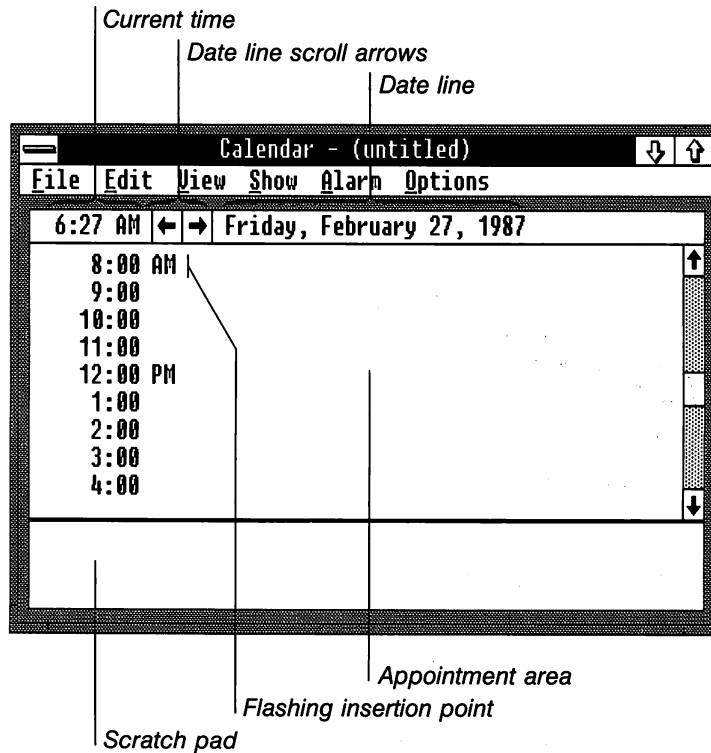 Current time
Date line scroll arrows
Date line
Calendar - (untitled)
File Edit View Show Alarm Options
6:27 AM Friday, February 27, 1987
8:00 AM
9:00
10:00
11:00
12:00 PM
1:00
2:00
3:00
4:00
Appointment area
Flashing insertion point
Scratch pad